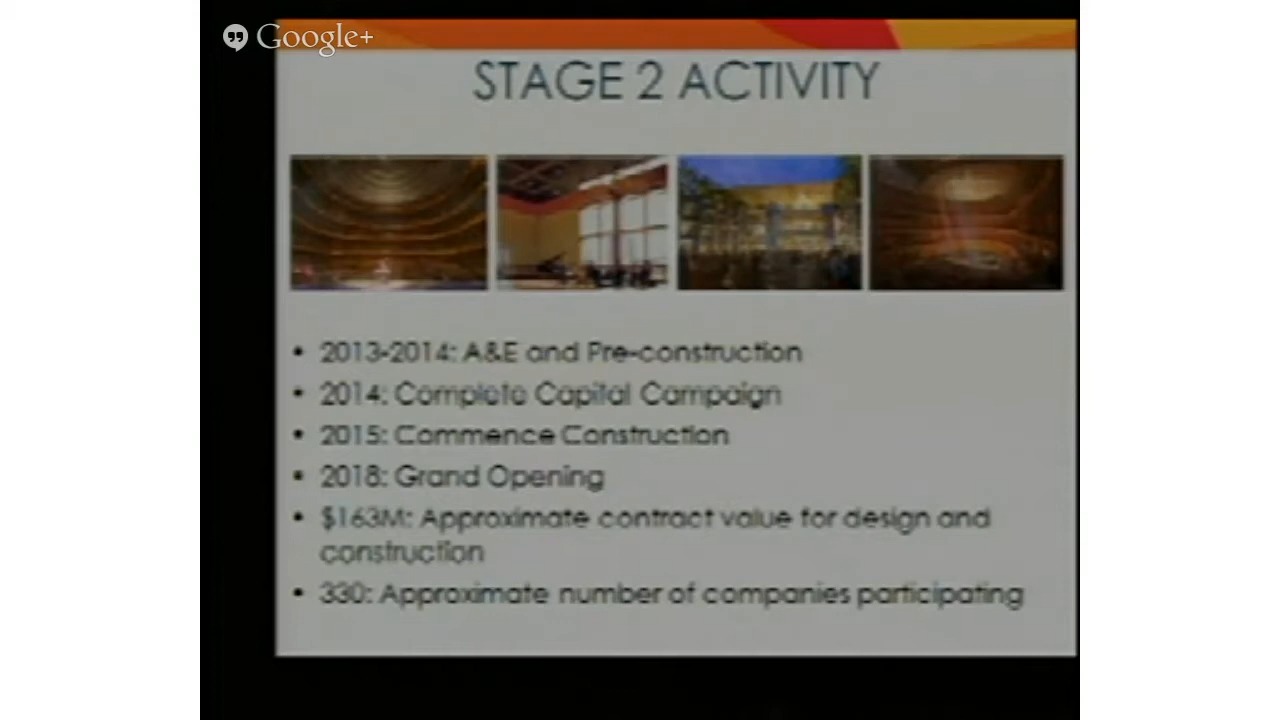 Google+
STAGE 2 ACTIVITY
• 2013-2014: A&E and Pre-construction
• 2014: Complete Capital Campaign
• 2015: Commence Construction
• 2018: Grand Opening
• $163M: Approximate contract value for design and
construction
• 330: Approximate number of companies participating